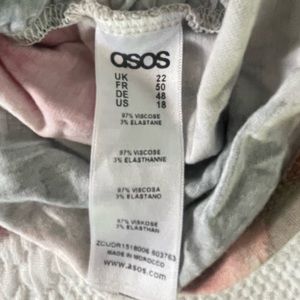 asos
UK 22
FR 50
DE 48
US 18
97% VISCOSE
3% ELASTANE
97% VISCOSE
3% ELASTHANNE
97% VISCOSA
3% ELASTANO
97% VISKOSE
3% ELASTHAN
MADE IN MOROCCO
www.asos.com